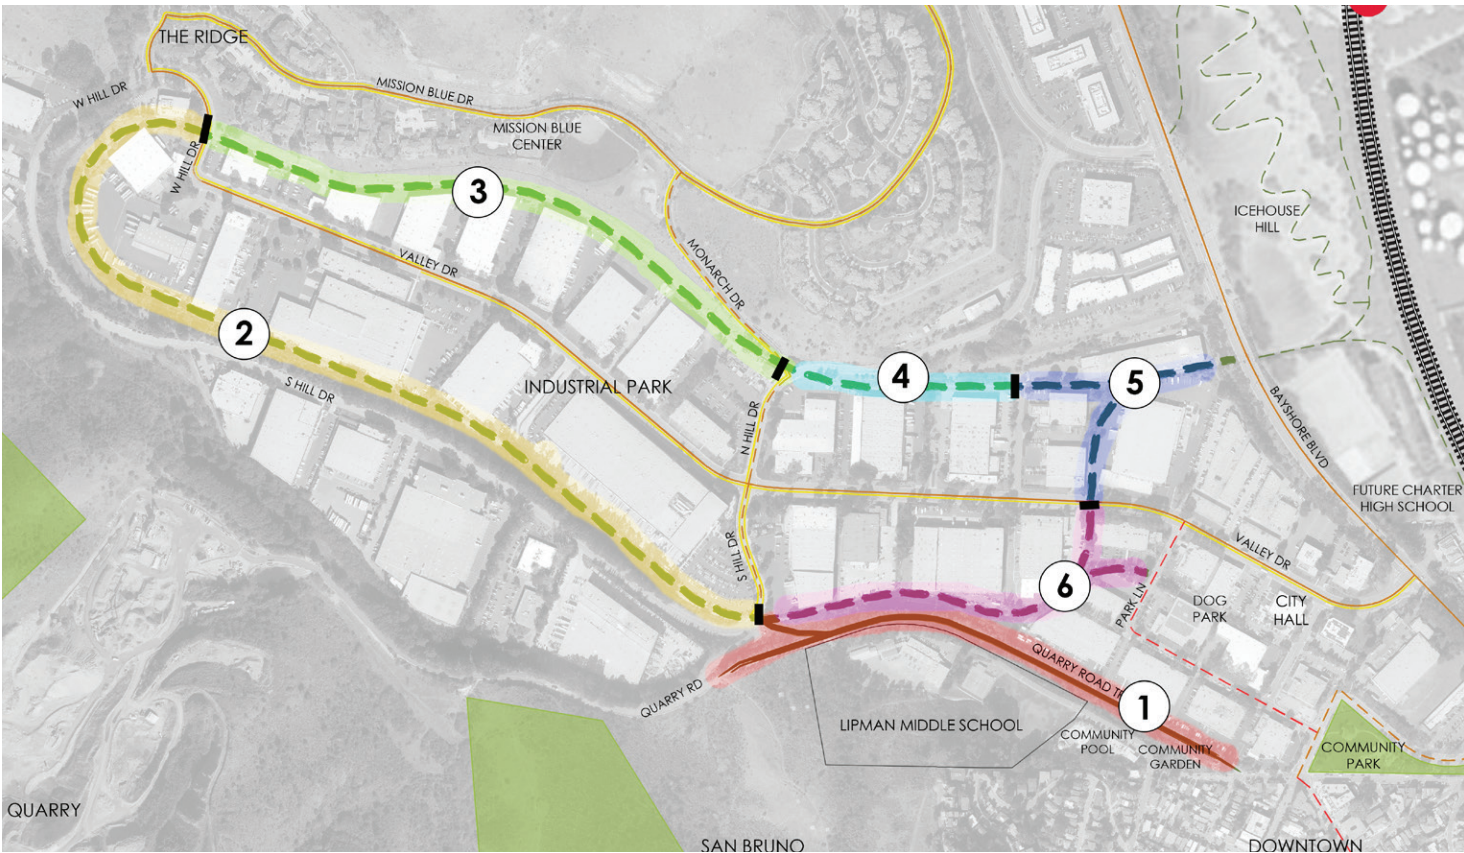 THE RIDGE
W HILL DR
MISSION BLUE DR
MISSION BLUE
CENTER
W HILL DR
3
ICEHOUSE
HILL
VALLEY DR
MONARCH DR
2
S HILL DR
INDUSTRIAL PARK
4
5
N HILL DR
BAYSHORE BLVD
FUTURE CHARTER
HIGH SCHOOL
S HILL DR
VALLEY DR
6
PARK LN
DOG
PARK
CITY
HALL
QUARRY RD
QUARRY ROAD
1
LIPMAN MIDDLE SCHOOL
COMMUNITY
POOL
COMMUNITY
GARDEN
COMMUNITY
PARK
QUARRY
SAN BRUNO
DOWNTOWN